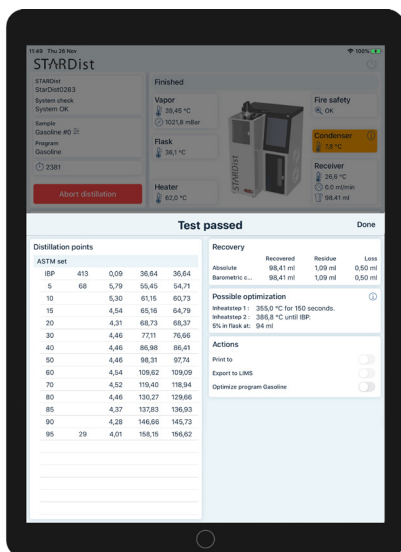 11:49 Thu 26 Nov
100%
STARDist
STARDist
StarDist0283
System check
System OK
Sample
Gasoline #0
Program
Gasoline
2381
Abort distillation
Finished
Vapor
39,45 °C
1021,8 mBar
Flask
36,1 °C
Heater
62,0 °C
STARDist
Fire safety
OK
Condenser
7,8 °C
Receiver
26,6 °C
0.0 ml/min
98.41 ml
Test passed
Done
Distillation points
ASTM set
IBP 413 0,09 36,64 36,64
5 68 5,79 55,45 54,71
10 5,30 61,15 60,73
15 4,54 65,16 64,79
20 4,31 68,73 68,37
30 4,46 77,11 76,66
40 4,46 86,98 86,41
50 4,46 98,31 97,74
60 4,54 109,62 109,09
70 4,52 119,40 118,94
80 4,46 130,27 129,66
85 4,37 137,83 136,93
90 4,28 146,66 145,73
95 29 4,01 158,15 156,62
Recovery
Recovered Residue Loss
Absolute 98,41 ml 1,09 ml 0,50 ml
Barometric c... 98,41 ml 1,09 ml 0,50 ml
Possible optimization
Inheatstep 1 : 355,0 °C for 150 seconds.
Inheatstep 2 : 386,8 °C until IBP.
5% in flask at: 94 ml
Actions
Print to
Export to LIMS
Optimize program Gasoline